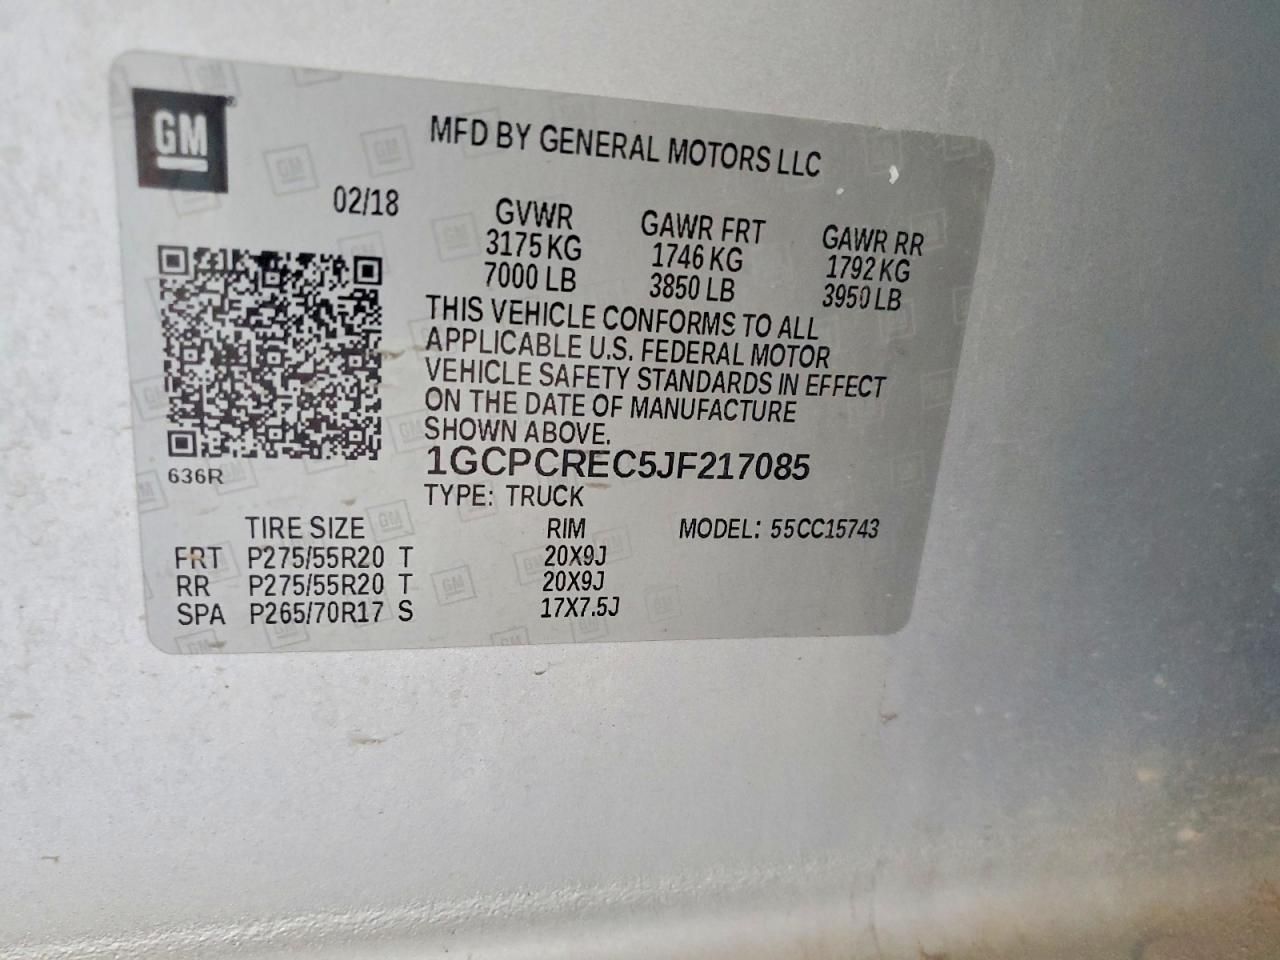 GM
MFD BY GENERAL MOTORS LLC
02/18
GVWR GAWR FRT GAWR RR
3175 KG 1746 KG 1792 KG
7000 LB 3850 LB 3950 LB
THIS VEHICLE CONFORMS TO ALL
APPLICABLE U.S. FEDERAL MOTOR
VEHICLE SAFETY STANDARDS IN EFFECT
ON THE DATE OF MANUFACTURE
SHOWN ABOVE.
636R
1GCPCREC5JF217085
TYPE: TRUCK
TIRE SIZE RIM MODEL: 55CC15743
FRT P275/55R20 T 20X9J
RR P275/55R20 T 20X9J
SPA P265/70R17 S 17X7.5J